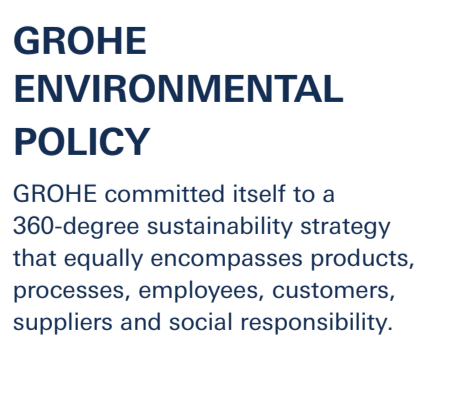 GROHE
ENVIRONMENTAL
POLICY
GROHE committed itself to a
360-degree sustainability strategy
that equally encompasses products,
processes, employees, customers,
suppliers and social responsibility.